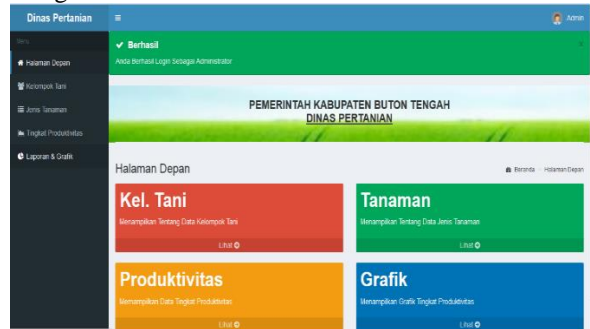 Dinas Pertanian
Admin
Menu
Halaman Depan
Kelompok Tani
Jenis Tanaman
Tingkat Produktivitas
Laporan & Grafik
Berhasil
Anda Berhasil Login Sebagai Administrator
PEMERINTAH KABUPATEN BUTON TENGAH
DINAS PERTANIAN
Halaman Depan
Beranda Halaman Depan
Kel. Tani
Menampilkan Tentang Data Kelompok Tani
Lihat
Tanaman
Menampilkan Tentang Data Jenis Tanaman
Lihat
Produktivitas
Menampilkan Data Tingkat Produktivitas
Lihat
Grafik
Menampilkan Grafik Tingkat Produktivitas
Lihat